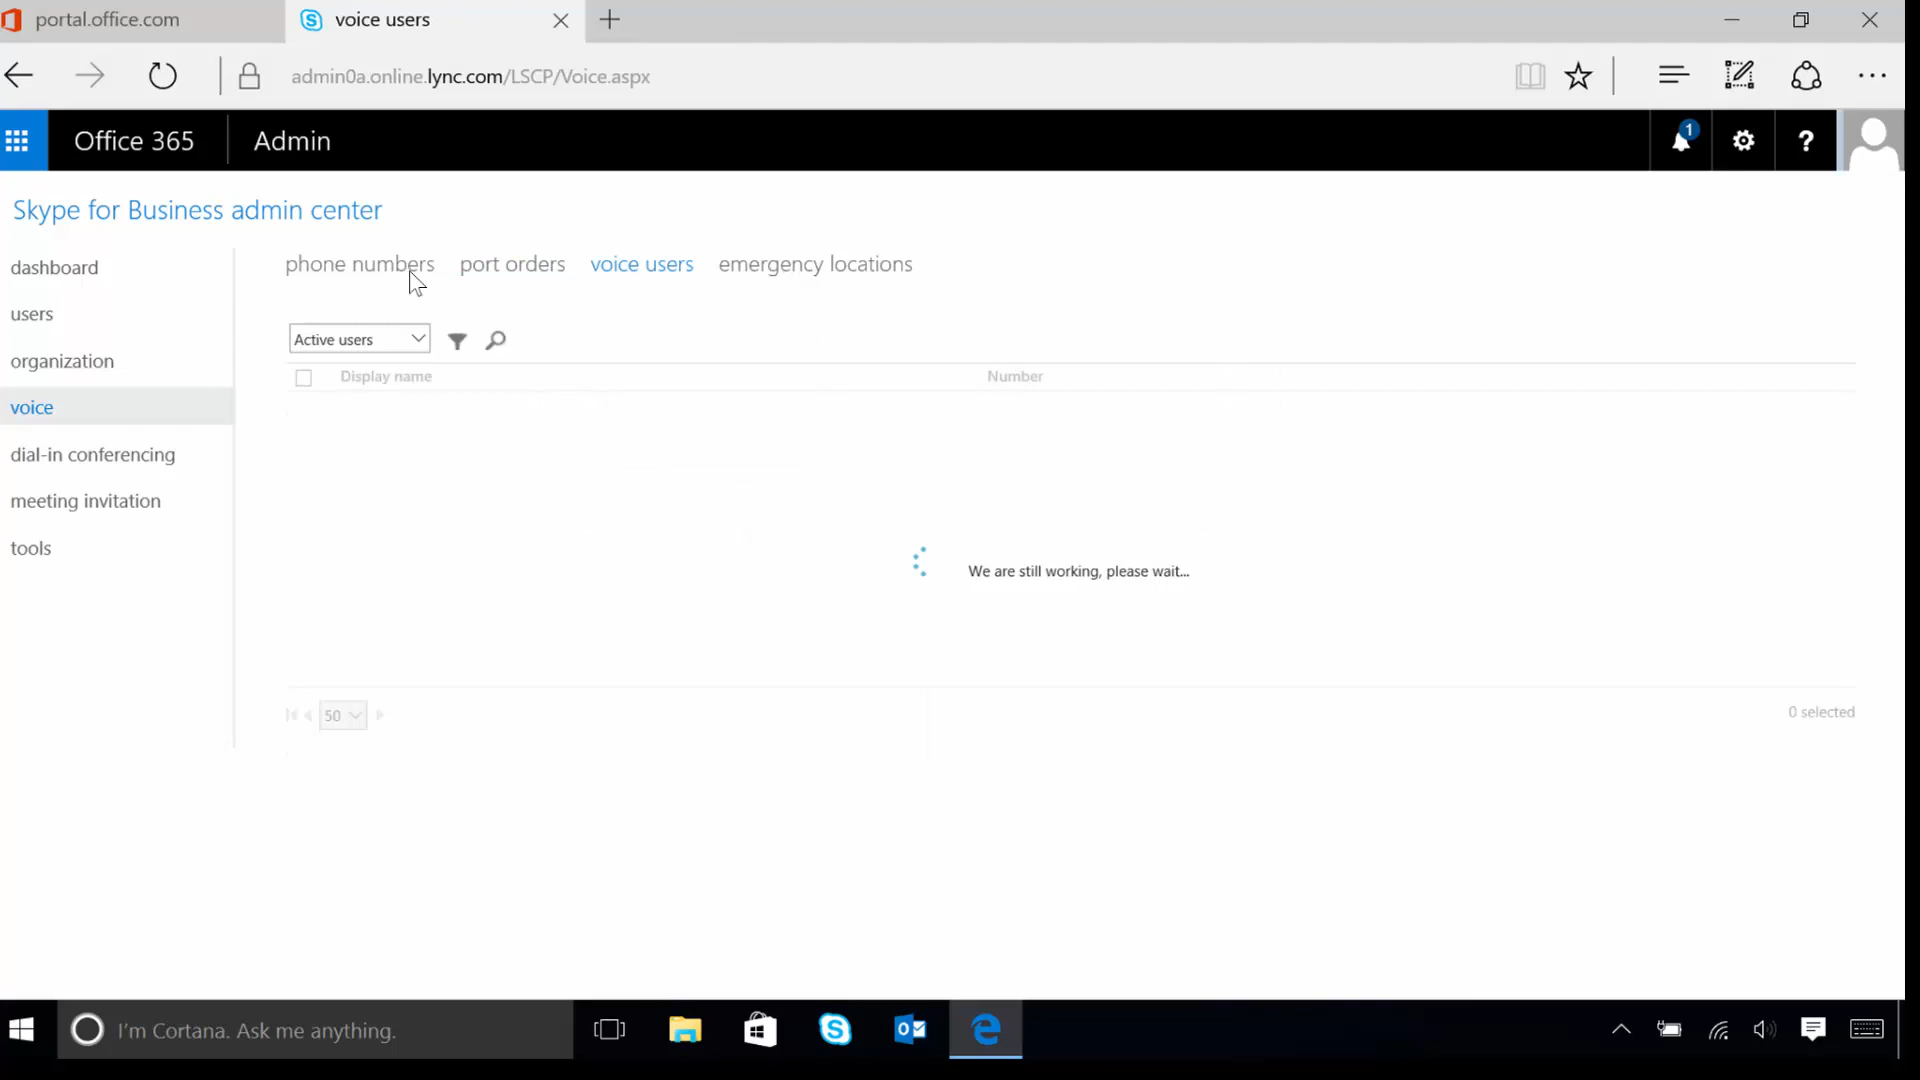 portal.office.com
voice users
admin0a.online.lync.com/LSCP/Voice.aspx
Office 365
Admin
1
?
Skype for Business admin center
dashboard
users
organization
voice
dial-in conferencing
meeting invitation
tools
phone numbers
port orders
voice users
emergency locations
Active users
Display name
Number
We are still working, please wait...
50
0 selected
I'm Cortana. Ask me anything.